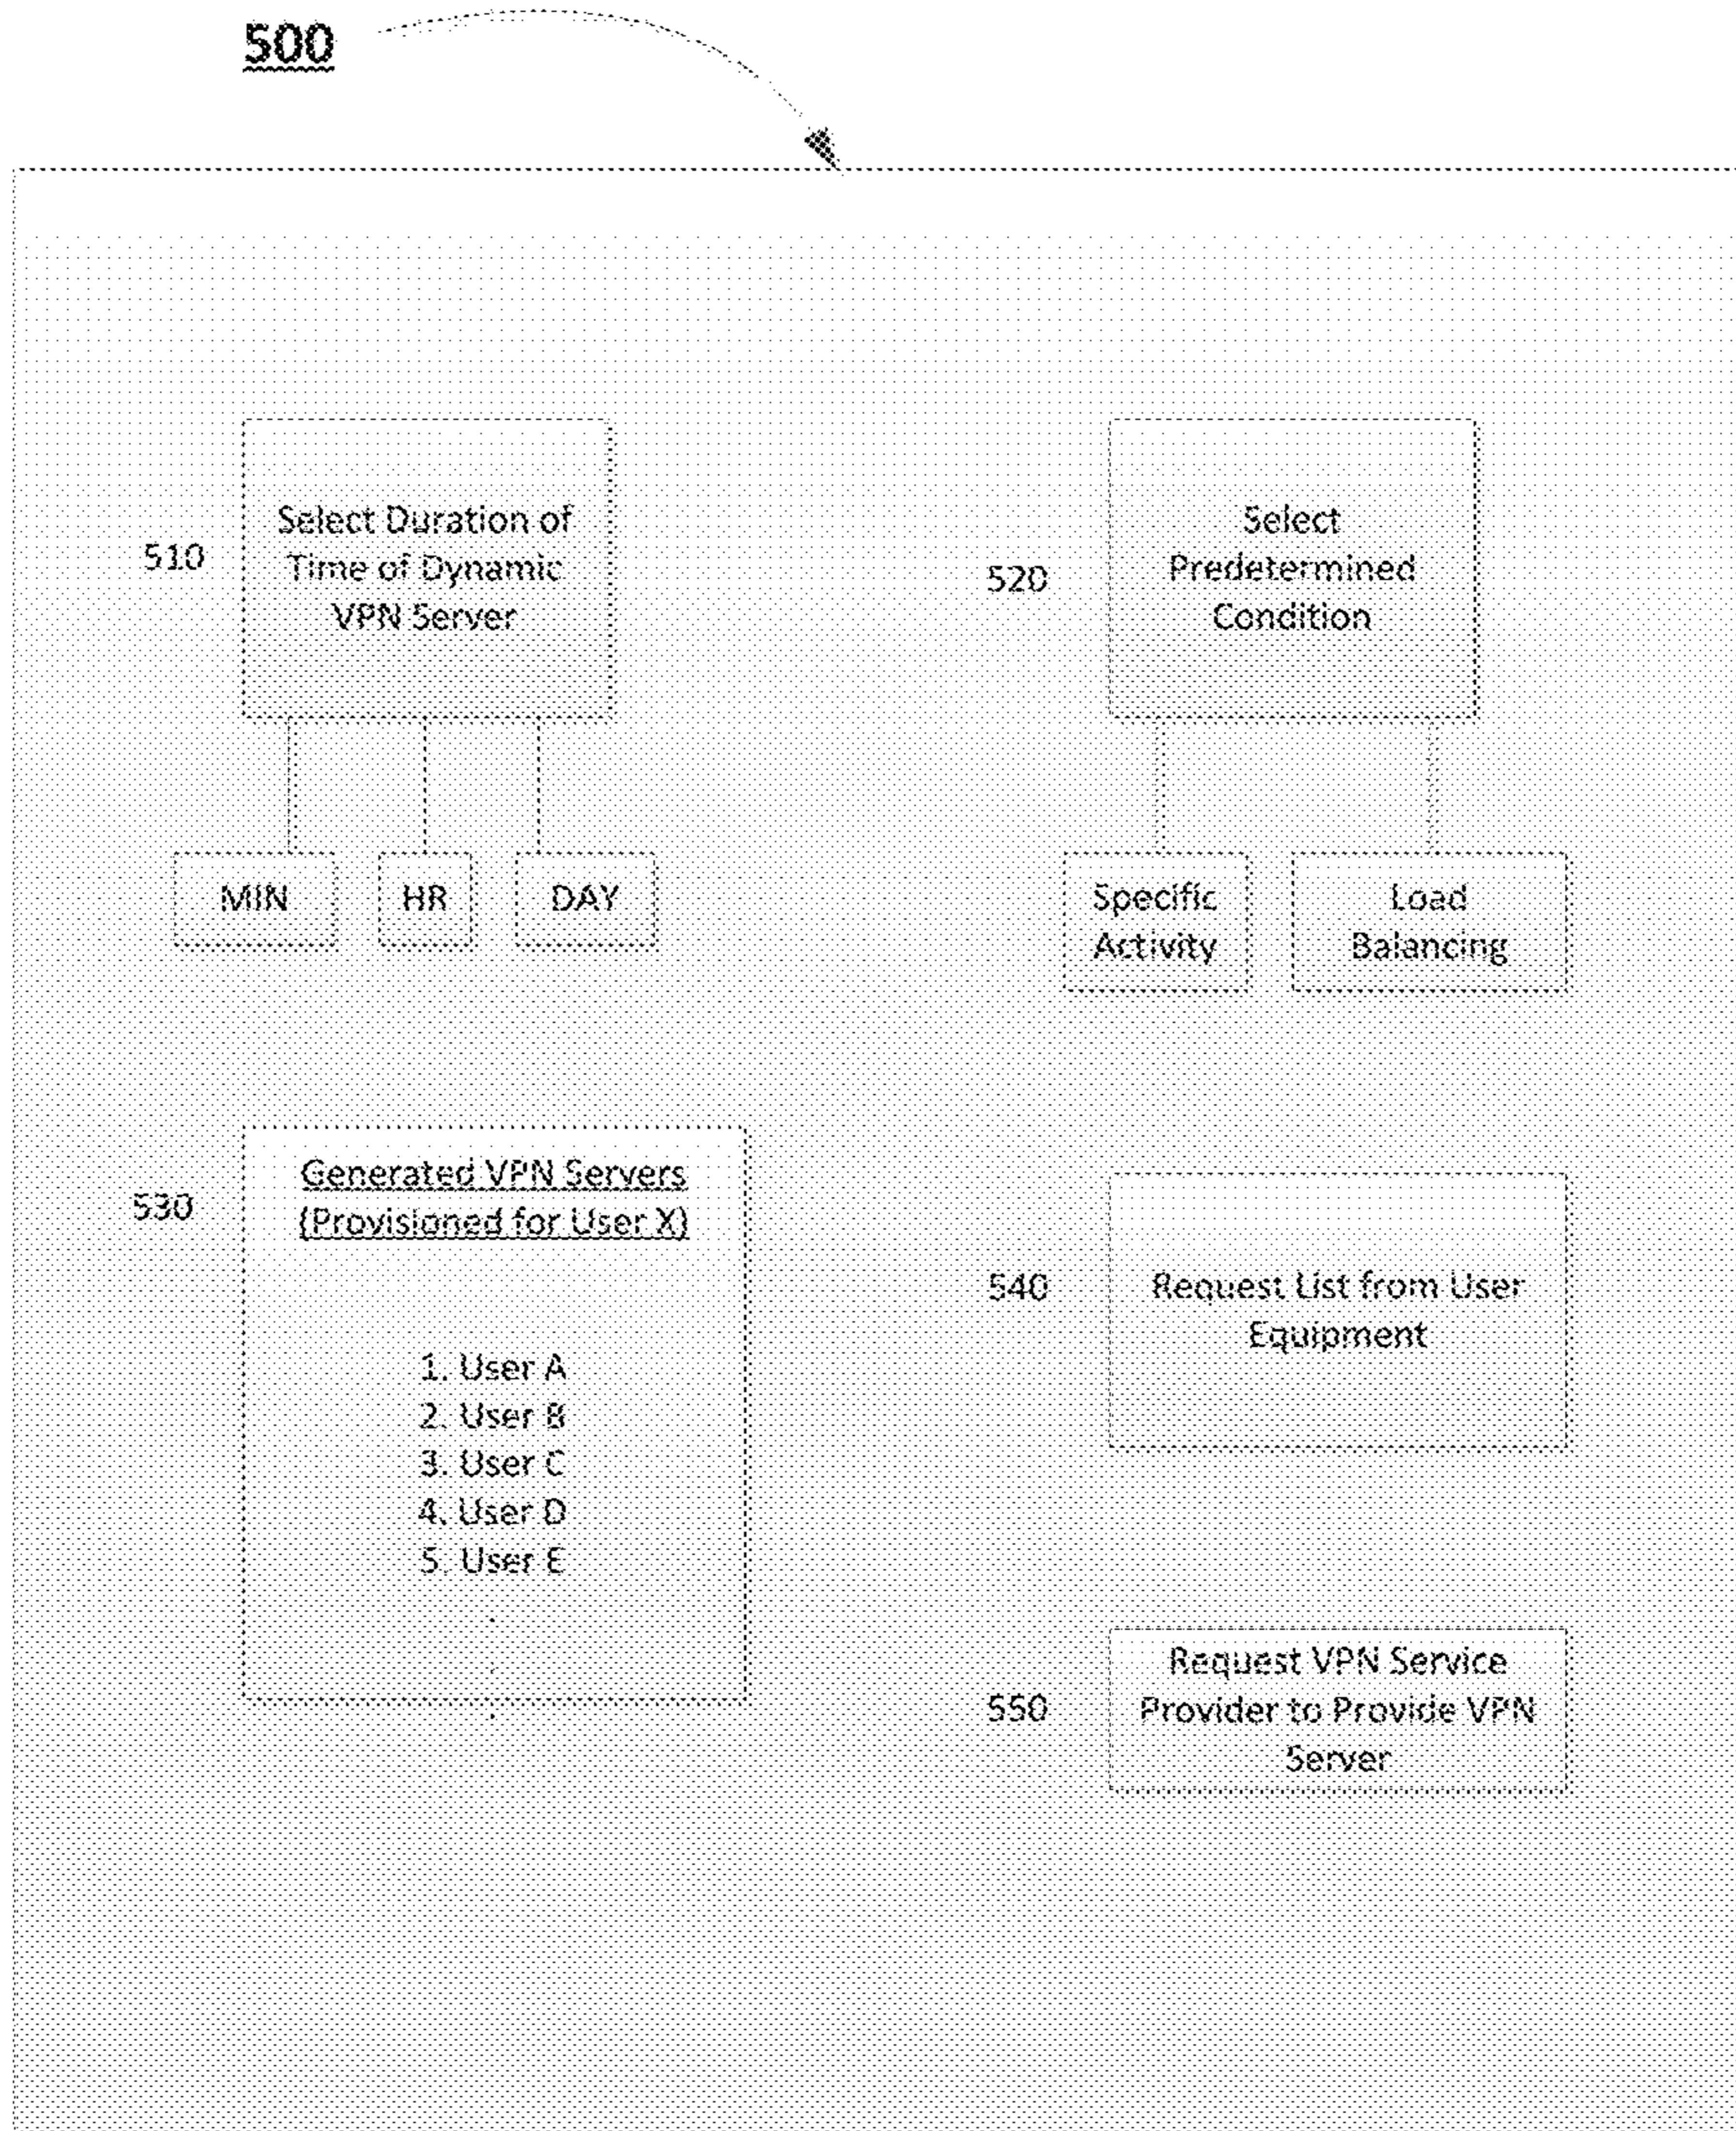 500
510
Select Duration of
Time of Dynamic
VPN Server
520
Select
Predetermined
Condition
MIN
HR
DAY
Specific
Activity
Load
Balancing
530
Generated VPN Servers
(Provisioned for User X)
1. User A
2. User B
3. User C
4. User D
5. User E
.
.
.
540
Request List from User
Equipment
550
Request VPN Service
Provider to Provide VPN
Server